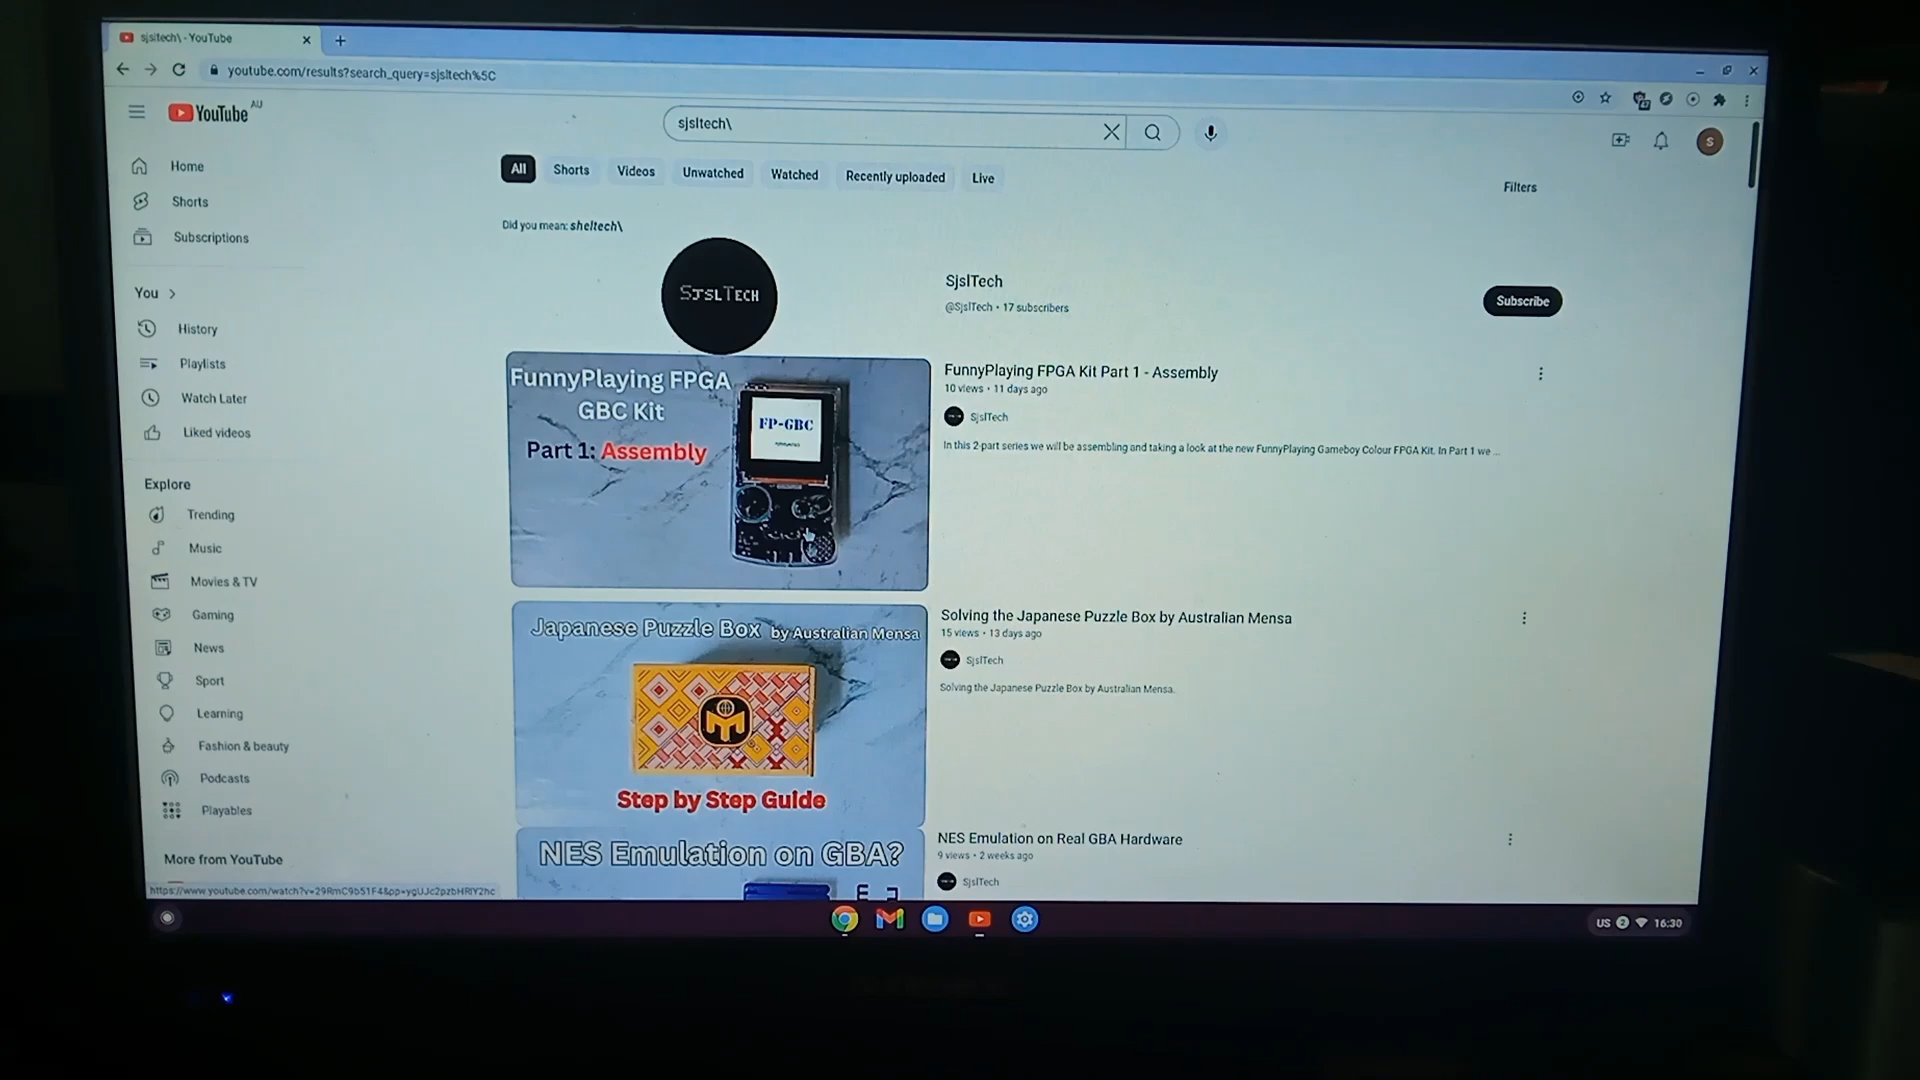 sjsltech\ - YouTube
youtube.com/results?search_query=sjsltech%5C
YouTube AU
sjsltech\
S
Home
Shorts
Subscriptions
You
History
Playlists
Watch Later
Liked videos
Explore
Trending
Music
Movies & TV
Gaming
News
Sport
Learning
Fashion & beauty
Podcasts
Playables
More from YouTube
All Shorts Videos Unwatched Watched Recently uploaded Live
Filters
Did you mean: sheltech\
SJSLTECH
SjslTech
@SjslTech • 17 subscribers
Subscribe
FunnyPlaying FPGA
GBC Kit
Part 1: Assembly
FP-GBC
FunnyPlaying FPGA Kit Part 1 - Assembly
10 views • 11 days ago
SjslTech
In this 2-part series we will be assembling and taking a look at the new FunnyPlaying Gameboy Colour FPGA Kit. In Part 1 we ...
Japanese Puzzle Box by Australian Mensa
Step by Step Guide
Solving the Japanese Puzzle Box by Australian Mensa
15 views • 13 days ago
SjslTech
Solving the Japanese Puzzle Box by Australian Mensa.
NES Emulation on GBA?
NES Emulation on Real GBA Hardware
9 views • 2 weeks ago
SjslTech
US 2 16:30